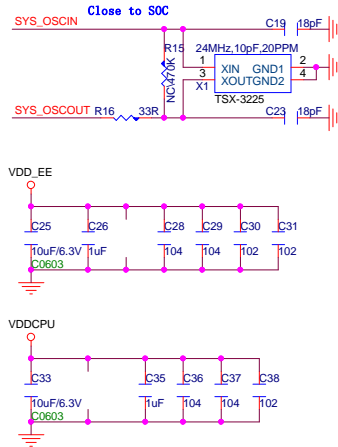 Close to SOC
SYS_OSCIN
C19 18pF
R15
NC/470K
24MHz,10pF,20PPM
1 XIN GND1 2
3 XOUT GND2 4
X1
TSX-3225
SYS_OSCOUT R16 33R
C23 18pF
VDD_EE
C25 C26 C28 C29 C30 C31
10uF/6.3V 1uF 104 104 102 102
C0603
VDDCPU
C33 C35 C36 C37 C38
10uF/6.3V 1uF 104 104 102
C0603